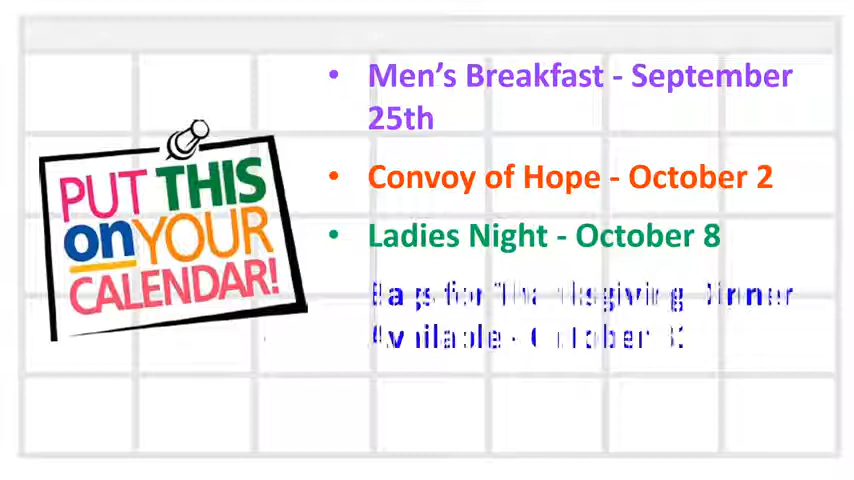 PUT THIS
on YOUR
CALENDAR!
• Men's Breakfast - September
25th
• Convoy of Hope - October 2
• Ladies Night - October 8
Bags for Thanksgiving Dinner
Available - October